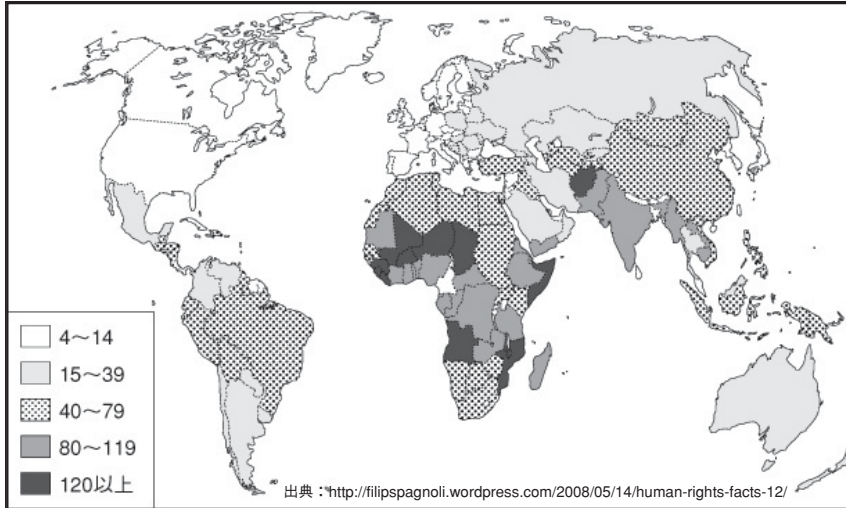 4～14
15～39
40～79
80～119
120以上
出典：http://filipspagnoli.wordpress.com/2008/05/14/human-rights-facts-12/